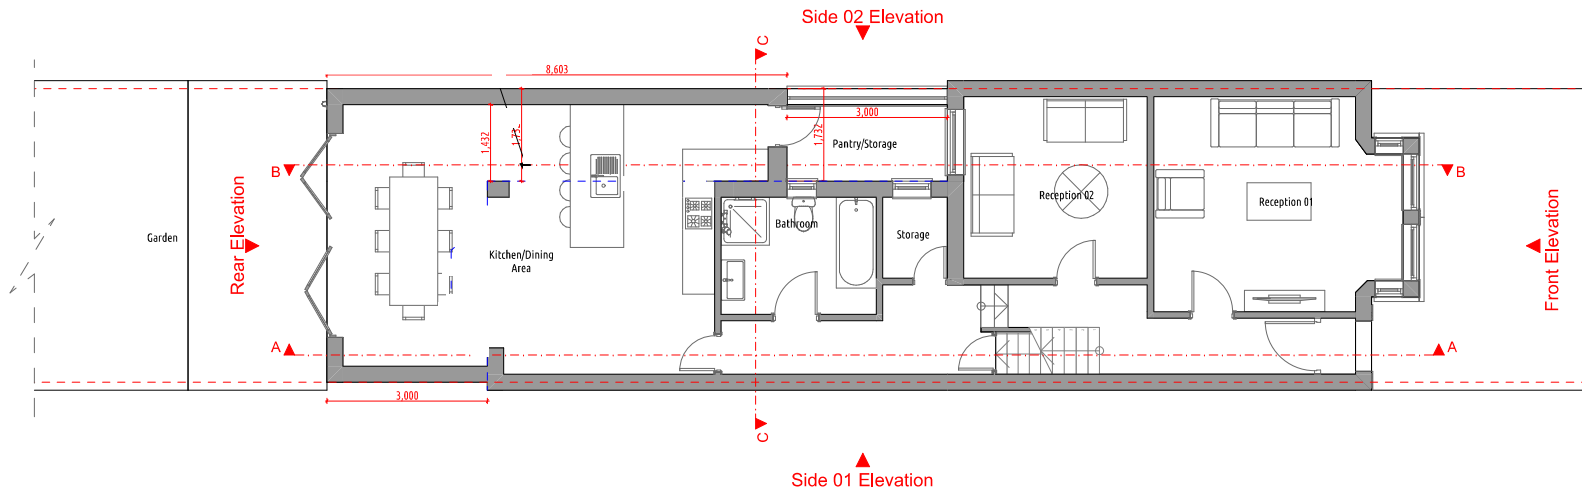 Side 02 Elevation
C
8,603
3,000
1,432
1,732
1,732
Pantry/Storage
B
B
Reception 02
Reception 01
Bathroom
Storage
Garden
Rear Elevation
Kitchen/Dining
Area
Front Elevation
A
A
3,000
C
Side 01 Elevation